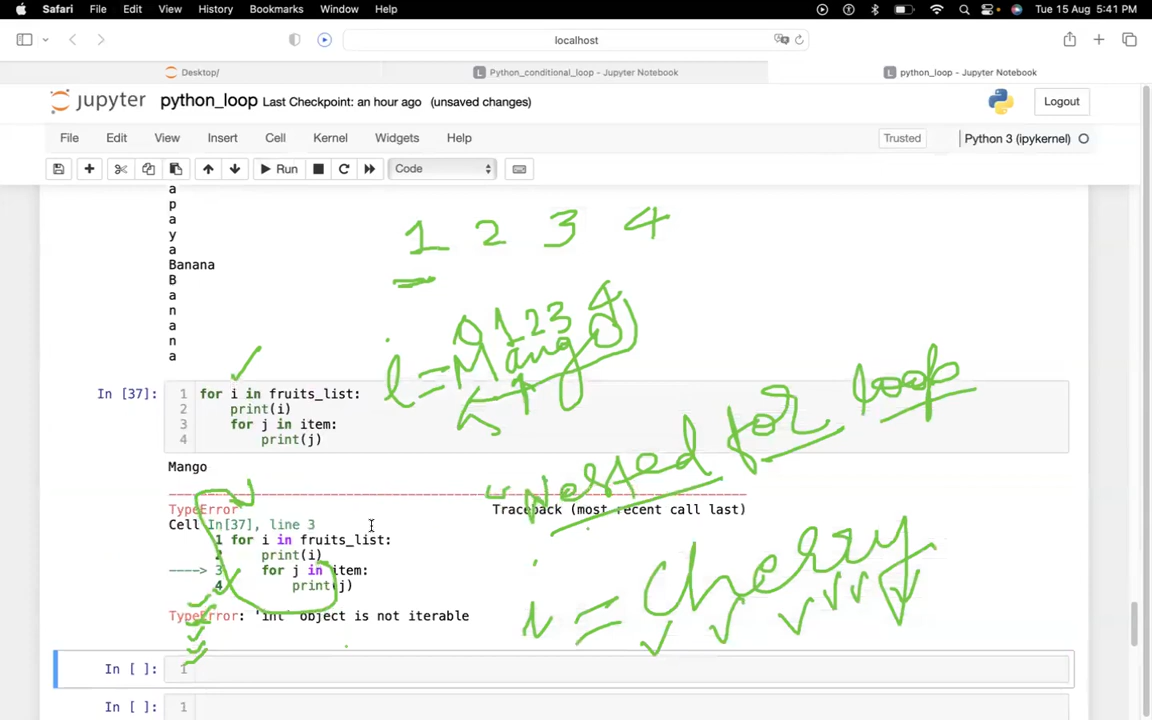 Safari File Edit View History Bookmarks Window Help Tue 15 Aug 5:41 PM
localhost
Desktop/ Python_conditional_loop - Jupyter Notebook python_loop - Jupyter Notebook
jupyter python_loop Last Checkpoint: an hour ago (unsaved changes) Logout
File Edit View Insert Cell Kernel Widgets Help Trusted Python 3 (ipykernel)
Run Code
a
p
a
y
a
Banana
B
a
n
a
n
a
1 2 3 4
1 2 3 4
i = Mango
In [37]: 1 for i in fruits_list:
2 print(i)
3 for j in item:
4 print(j)
Mango
"nested for loop
TypeError Traceback (most recent call last)
Cell In[37], line 3
1 for i in fruits_list:
2 print(i)
----> 3 for j in item:
4 print(j)
TypeError: 'int' object is not iterable
i = Cherry
In [ ]: 1
In [ ]: 1